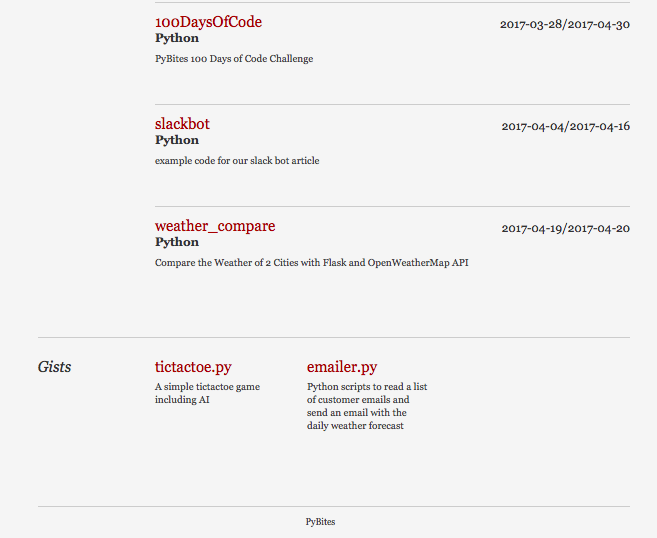 100DaysOfCode
2017-03-28/2017-04-30
Python
PyBites 100 Days of Code Challenge
slackbot
2017-04-04/2017-04-16
Python
example code for our slack bot article
weather_compare
2017-04-19/2017-04-20
Python
Compare the Weather of 2 Cities with Flask and OpenWeatherMap API
Gists
tictactoe.py
A simple tictactoe game
including AI
emailer.py
Python scripts to read a list
of customer emails and
send an email with the
daily weather forecast
PyBites